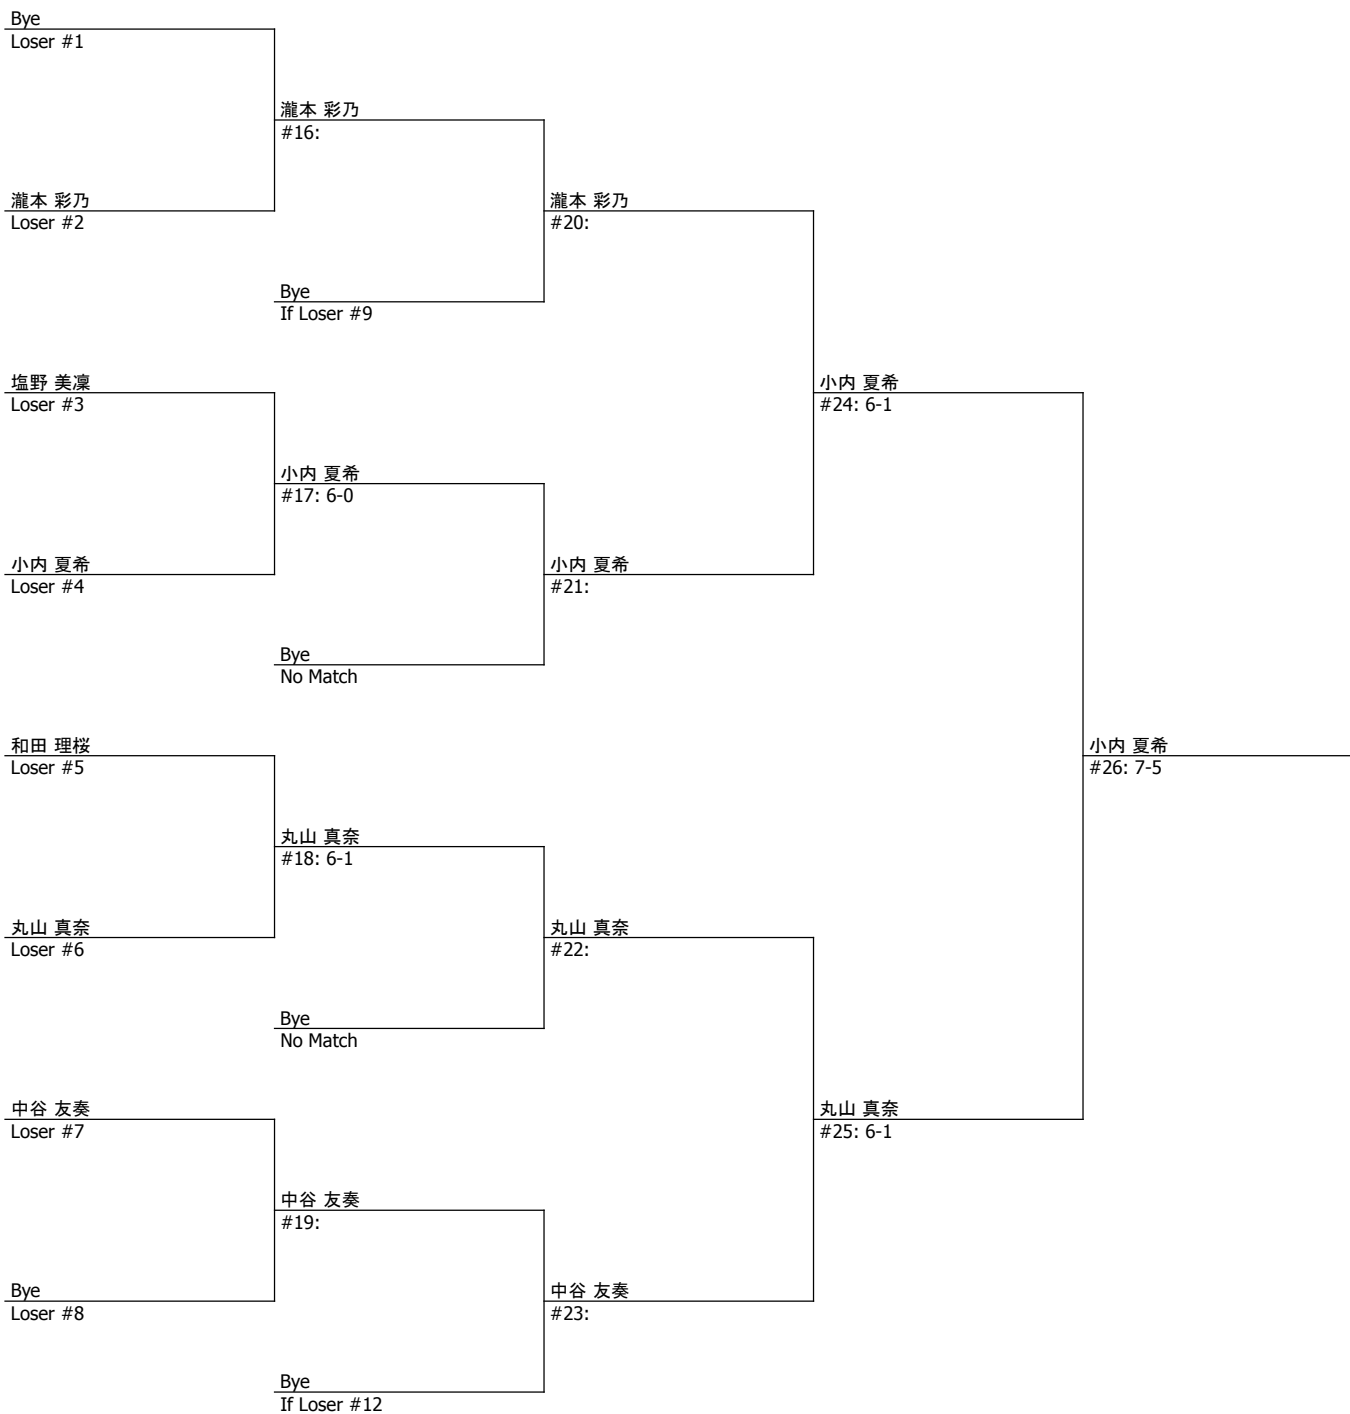 Bye
Loser #1
瀧本 彩乃
#16:
瀧本 彩乃
Loser #2
瀧本 彩乃
#20:
Bye
If Loser #9
塩野 美凜
Loser #3
小内 夏希
#24: 6-1
小内 夏希
#17: 6-0
小内 夏希
Loser #4
小内 夏希
#21:
Bye
No Match
和田 理桜
Loser #5
小内 夏希
#26: 7-5
丸山 真奈
#18: 6-1
丸山 真奈
Loser #6
丸山 真奈
#22:
Bye
No Match
中谷 友奏
Loser #7
丸山 真奈
#25: 6-1
中谷 友奏
#19:
Bye
Loser #8
中谷 友奏
#23:
Bye
If Loser #12